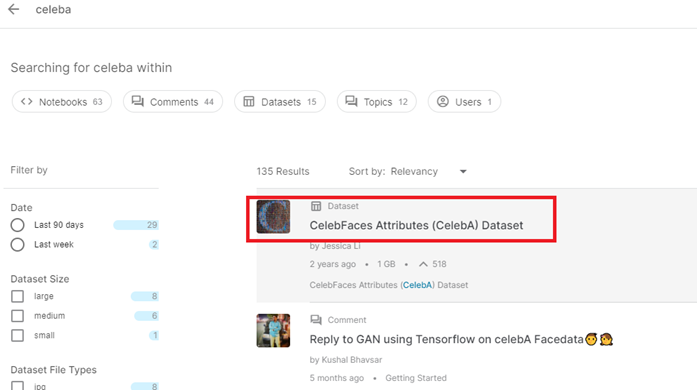 celeba
Searching for celeba within
Notebooks 63 Comments 44 Datasets 15 Topics 12 Users 1
Filter by
135 Results Sort by: Relevancy
Date
Last 90 days 29
Last week 2
Dataset Size
large 8
medium 6
small 1
Dataset File Types
jpg 8
Dataset
CelebFaces Attributes (CelebA) Dataset
by Jessica Li
2 years ago • 1 GB • 518
CelebFaces Attributes (CelebA) Dataset
Comment
Reply to GAN using Tensorflow on celebA Facedata
by Kushal Bhavsar
5 months ago • Getting Started